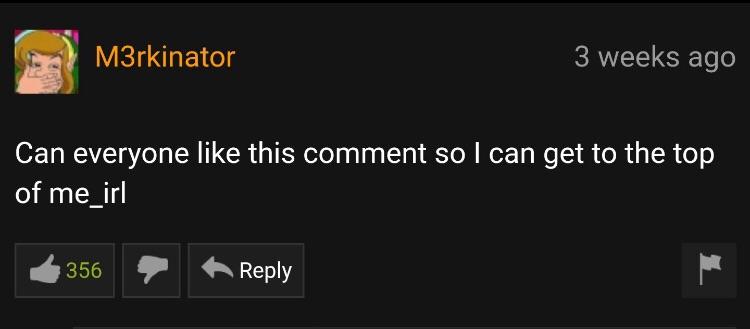 M3rkinator 3 weeks ago
Can everyone like this comment so I can get to the top
of me_irl
356 Reply